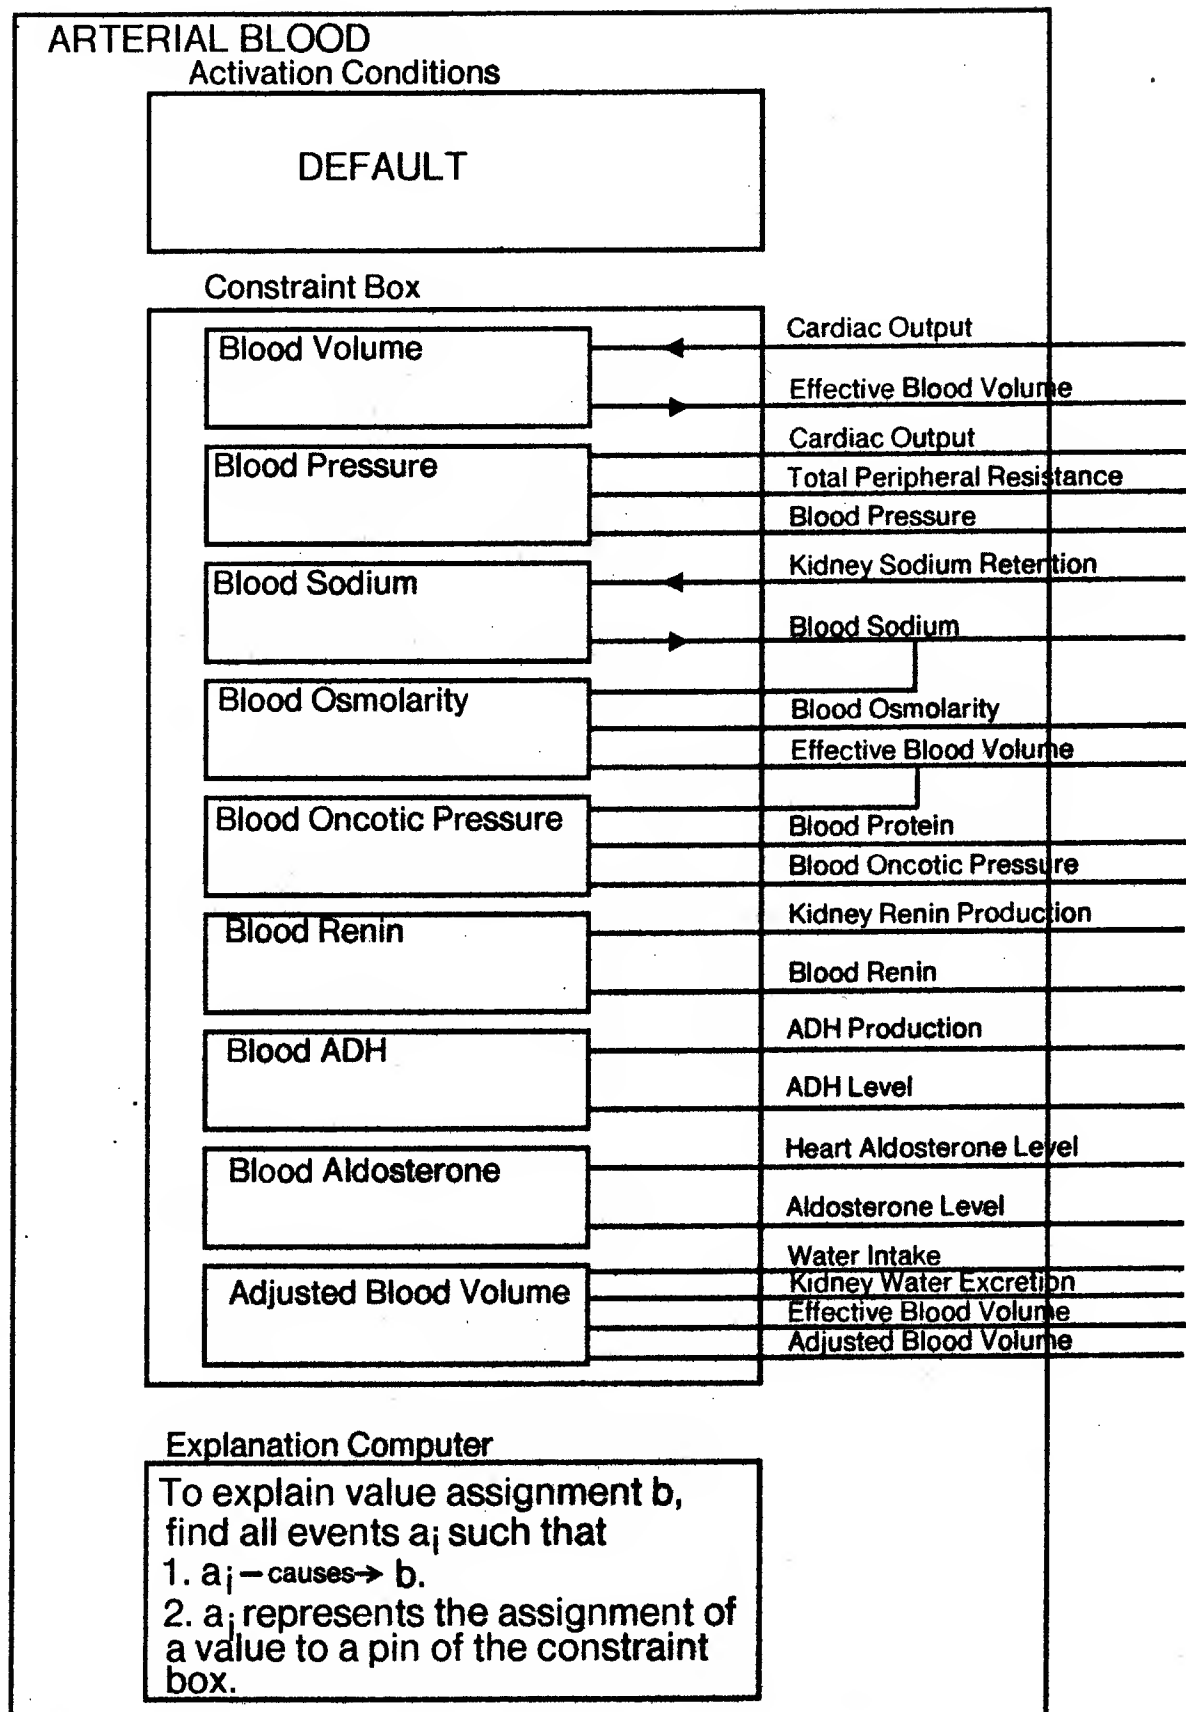 ARTERIAL BLOOD
Activation Conditions
DEFAULT
Constraint Box
Blood Volume
Cardiac Output
Effective Blood Volume
Blood Pressure
Cardiac Output
Total Peripheral Resistance
Blood Pressure
Blood Sodium
Kidney Sodium Retention
Blood Sodium
Blood Osmolarity
Blood Osmolarity
Effective Blood Volume
Blood Oncotic Pressure
Blood Protein
Blood Oncotic Pressure
Blood Renin
Kidney Renin Production
Blood Renin
Blood ADH
ADH Production
ADH Level
Blood Aldosterone
Heart Aldosterone Level
Aldosterone Level
Adjusted Blood Volume
Water Intake
Kidney Water Excretion
Effective Blood Volume
Adjusted Blood Volume
Explanation Computer
To explain value assignment b,
find all events ai such that
1. ai —causes→ b.
2. ai represents the assignment of
a value to a pin of the constraint
box.